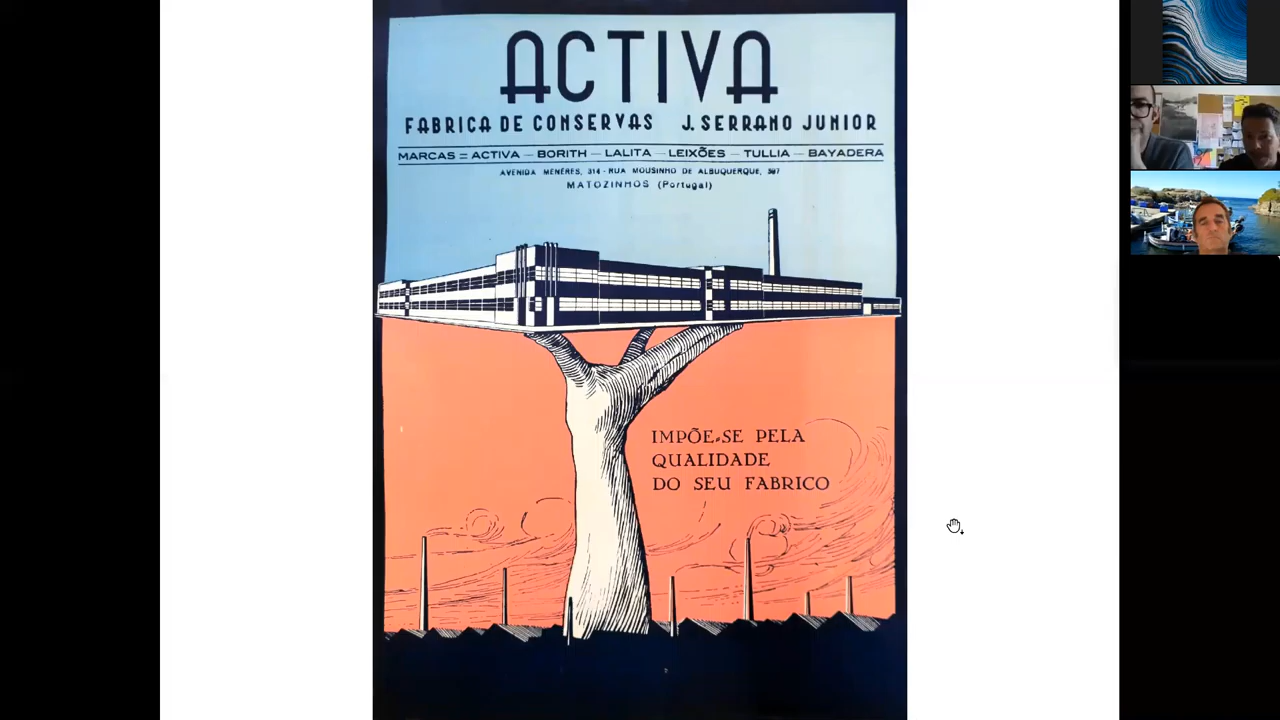 ACTIVA
FABRICA DE CONSERVAS J. SERRANO JUNIOR
MARCAS = ACTIVA — BORITH — LALITA — LEIXÕES — TULLIA — BAYADERA
AVENIDA MENÉRES, 314 - RUA MOUSINHO DE ALBUQUERQUE, 397
MATOZINHOS (Portugal)
IMPÕE-SE PELA
QUALIDADE
DO SEU FABRICO